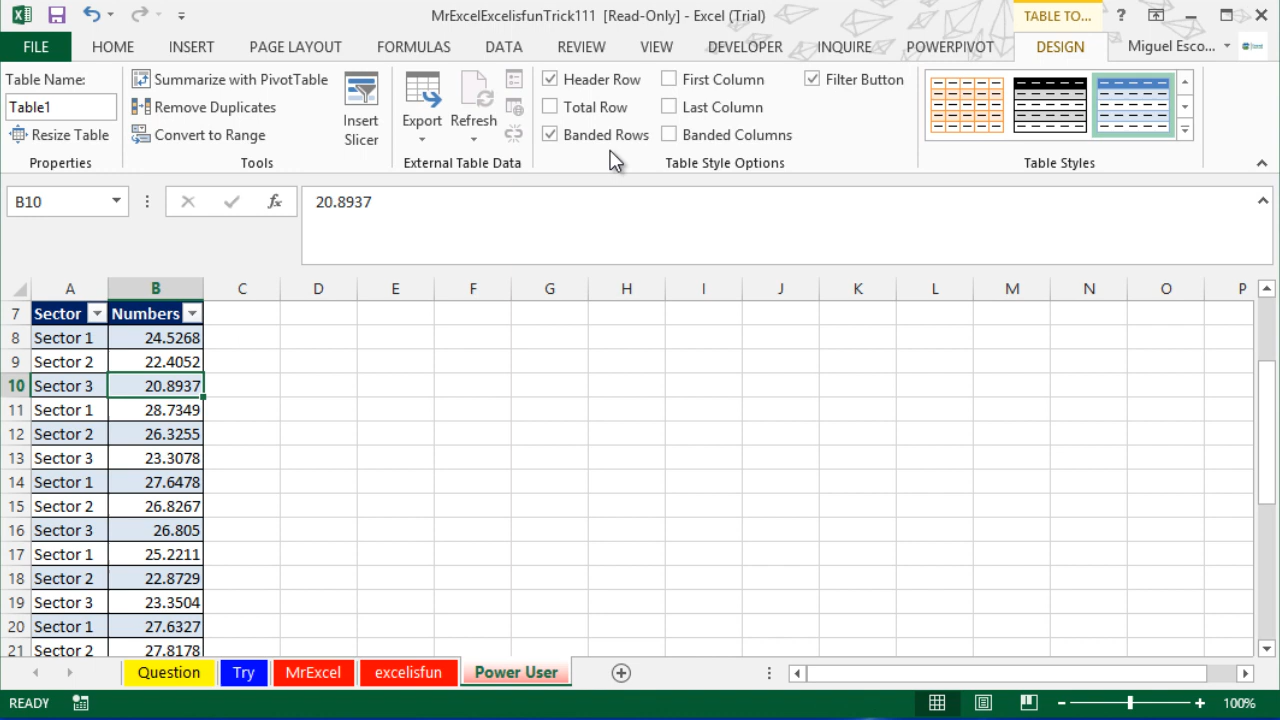 MrExcelExcelisfunTrick111 [Read-Only] - Excel (Trial)
TABLE TO...
?
FILE
HOME
INSERT
PAGE LAYOUT
FORMULAS
DATA
REVIEW
VIEW
DEVELOPER
INQUIRE
POWERPIVOT
DESIGN
Miguel Esco...
Table Name:
Table1
Resize Table
Properties
Summarize with PivotTable
Remove Duplicates
Convert to Range
Tools
Insert
Slicer
Export
Refresh
External Table Data
Header Row
Total Row
Banded Rows
First Column
Last Column
Banded Columns
Filter Button
Table Style Options
Table Styles
B10
fx
20.8937
A B C D E F G H I J K L M N O P
7 Sector Numbers
8 Sector 1 24.5268
9 Sector 2 22.4052
10 Sector 3 20.8937
11 Sector 1 28.7349
12 Sector 2 26.3255
13 Sector 3 23.3078
14 Sector 1 27.6478
15 Sector 2 26.8267
16 Sector 3 26.805
17 Sector 1 25.2211
18 Sector 2 22.8729
19 Sector 3 23.3504
20 Sector 1 27.6327
21 Sector 2 27.8178
Question
Try
MrExcel
excelisfun
Power User
READY
100%